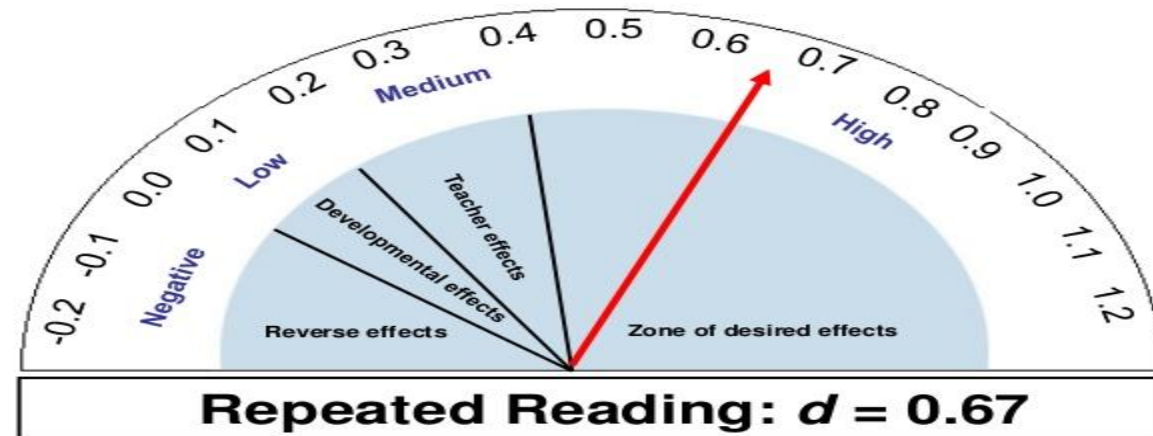 -0.2
-0.1
0.0
0.1
0.2
0.3
0.4
0.5
0.6
0.7
0.8
0.9
1.0
1.1
1.2
Negative
Low
Medium
High
Reverse effects
Developmental effects
Teacher effects
Zone of desired effects
Repeated Reading: d = 0.67